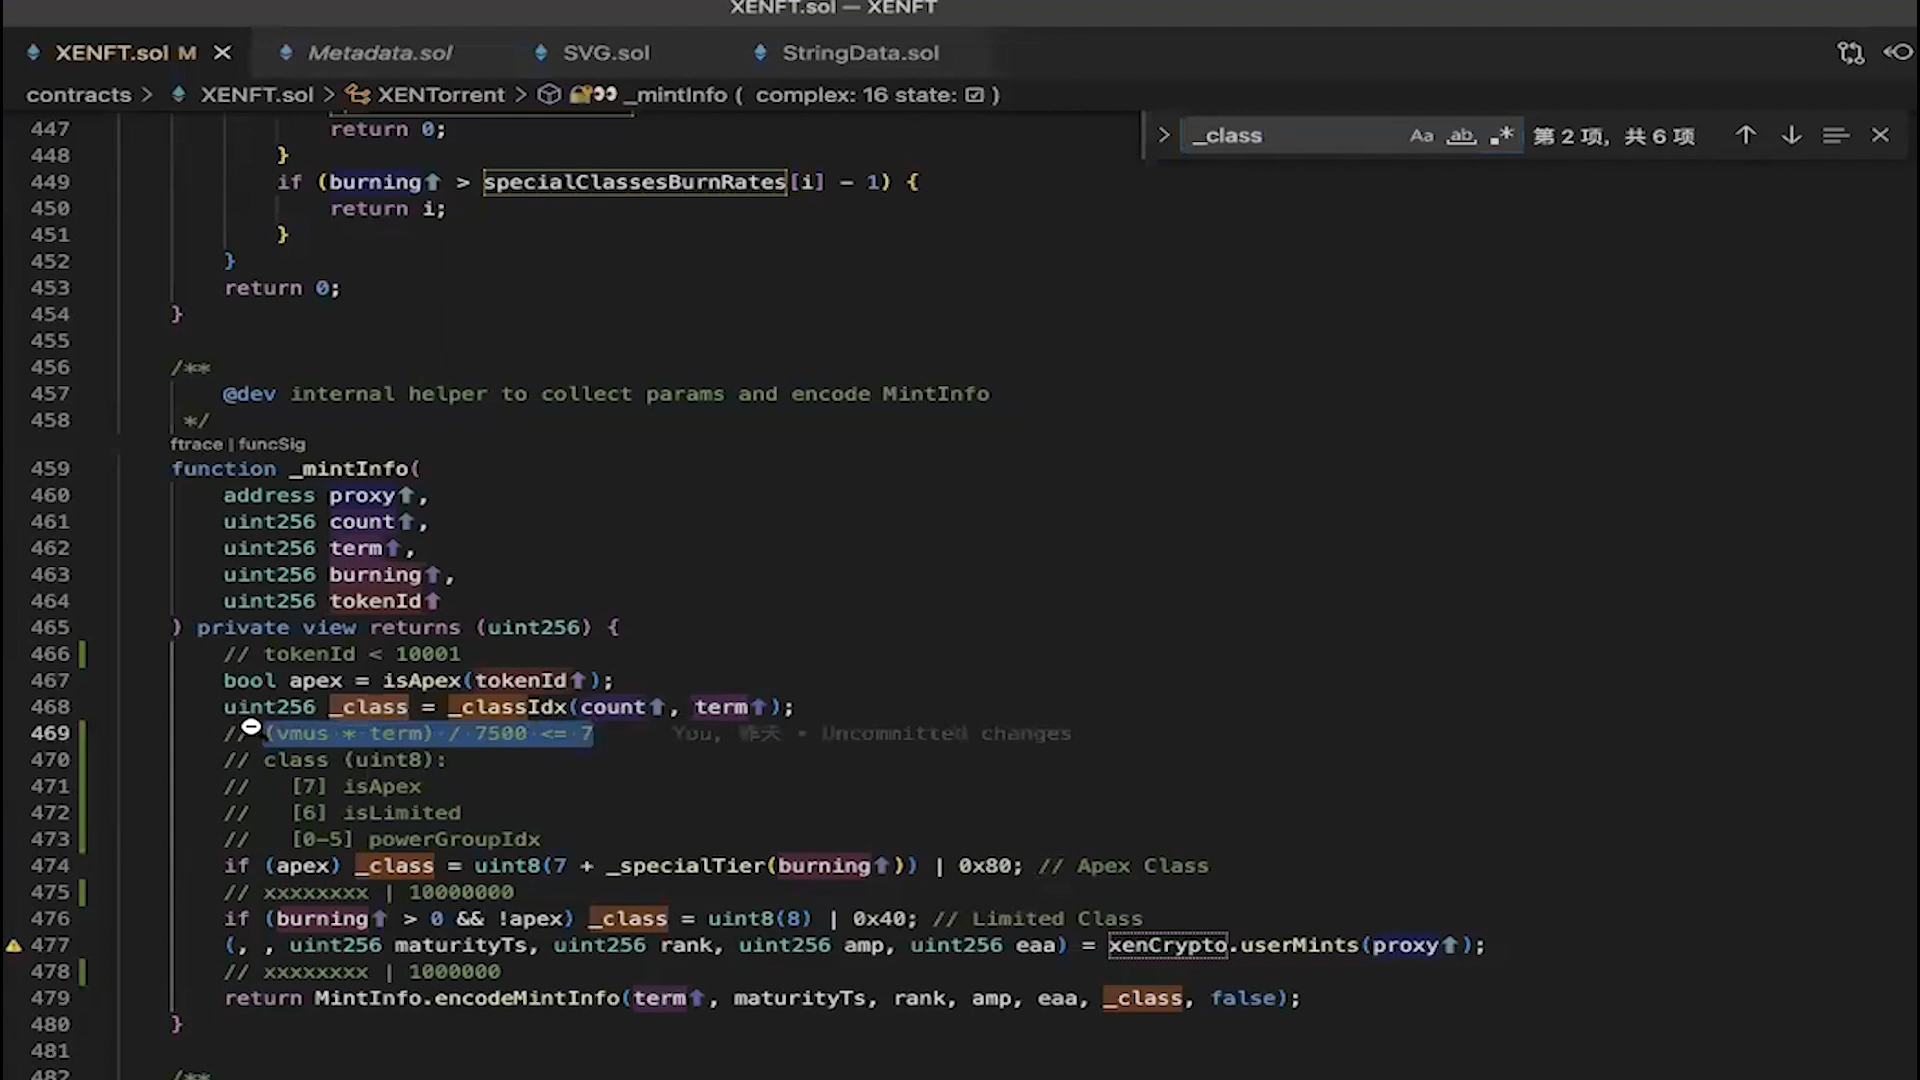 XENFT.sol — XENFT
XENFT.sol M
Metadata.sol
SVG.sol
StringData.sol
contracts > XENFT.sol > XENTorrent > _mintInfo ( complex: 16 state: ☑ )
_class Aa ab .* 第 2 项, 共 6 项
447 return 0;
448 }
449 if (burning⬆ > specialClassesBurnRates[i] - 1) {
450 return i;
451 }
452 }
453 return 0;
454 }
455
456 /**
457 @dev internal helper to collect params and encode MintInfo
458 */
ftrace | funcSig
459 function _mintInfo(
460 address proxy⬆,
461 uint256 count⬆,
462 uint256 term⬆,
463 uint256 burning⬆,
464 uint256 tokenId⬆
465 ) private view returns (uint256) {
466 // tokenId < 10001
467 bool apex = isApex(tokenId⬆);
468 uint256 _class = _classIdx(count⬆, term⬆);
469 // (vmus * term) / 7500 <= 7 You, 昨天 • Uncommitted changes
470 // class (uint8):
471 // [7] isApex
472 // [6] isLimited
473 // [0-5] powerGroupIdx
474 if (apex) _class = uint8(7 + _specialTier(burning⬆)) | 0x80; // Apex Class
475 // xxxxxxxx | 10000000
476 if (burning⬆ > 0 && !apex) _class = uint8(8) | 0x40; // Limited Class
477 (, , uint256 maturityTs, uint256 rank, uint256 amp, uint256 eaa) = xenCrypto.userMints(proxy⬆);
478 // xxxxxxxx | 1000000
479 return MintInfo.encodeMintInfo(term⬆, maturityTs, rank, amp, eaa, _class, false);
480 }
481
482 /**